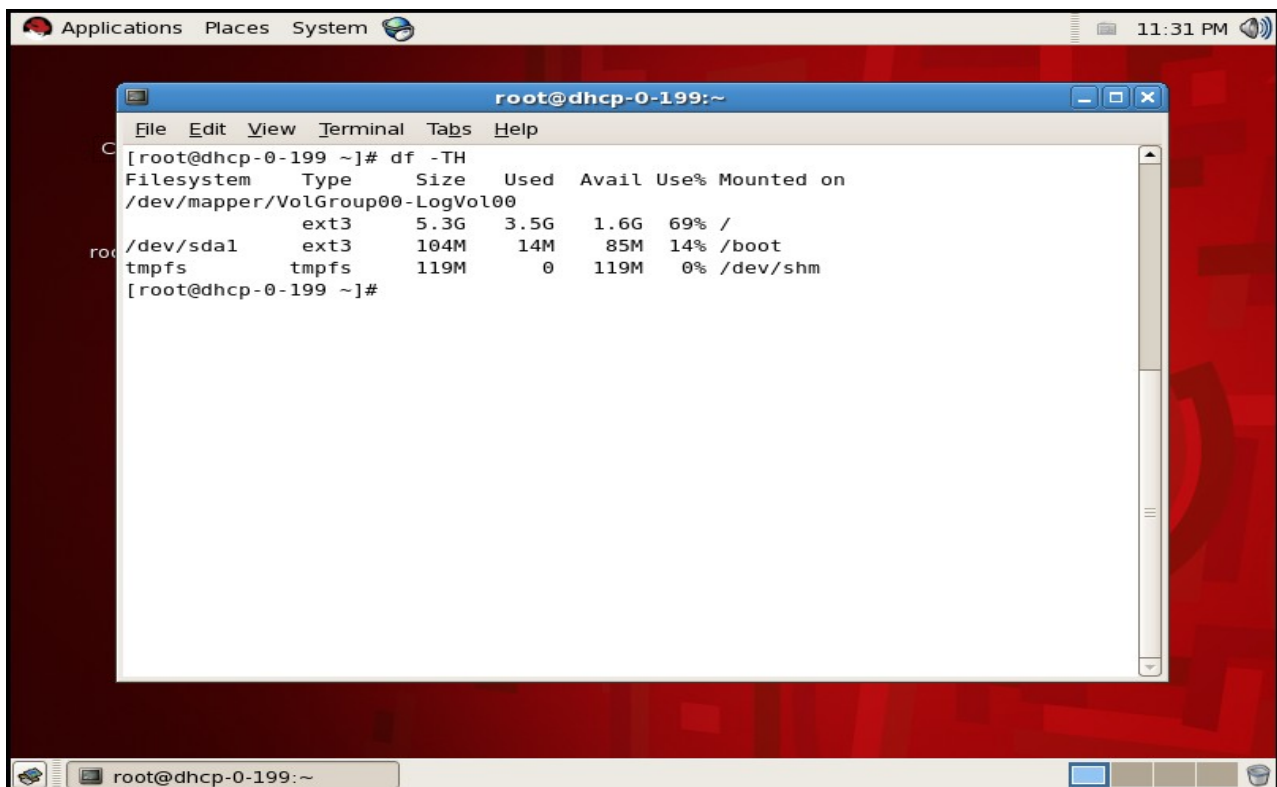 Applications Places System 11:31 PM
root@dhcp-0-199:~
File Edit View Terminal Tabs Help
C
[root@dhcp-0-199 ~]# df -TH
Filesystem    Type    Size   Used  Avail Use% Mounted on
/dev/mapper/VolGroup00-LogVol00
              ext3    5.3G   3.5G   1.6G  69% /
roo
/dev/sda1     ext3    104M    14M    85M  14% /boot
tmpfs        tmpfs    119M      0   119M   0% /dev/shm
[root@dhcp-0-199 ~]#
root@dhcp-0-199:~